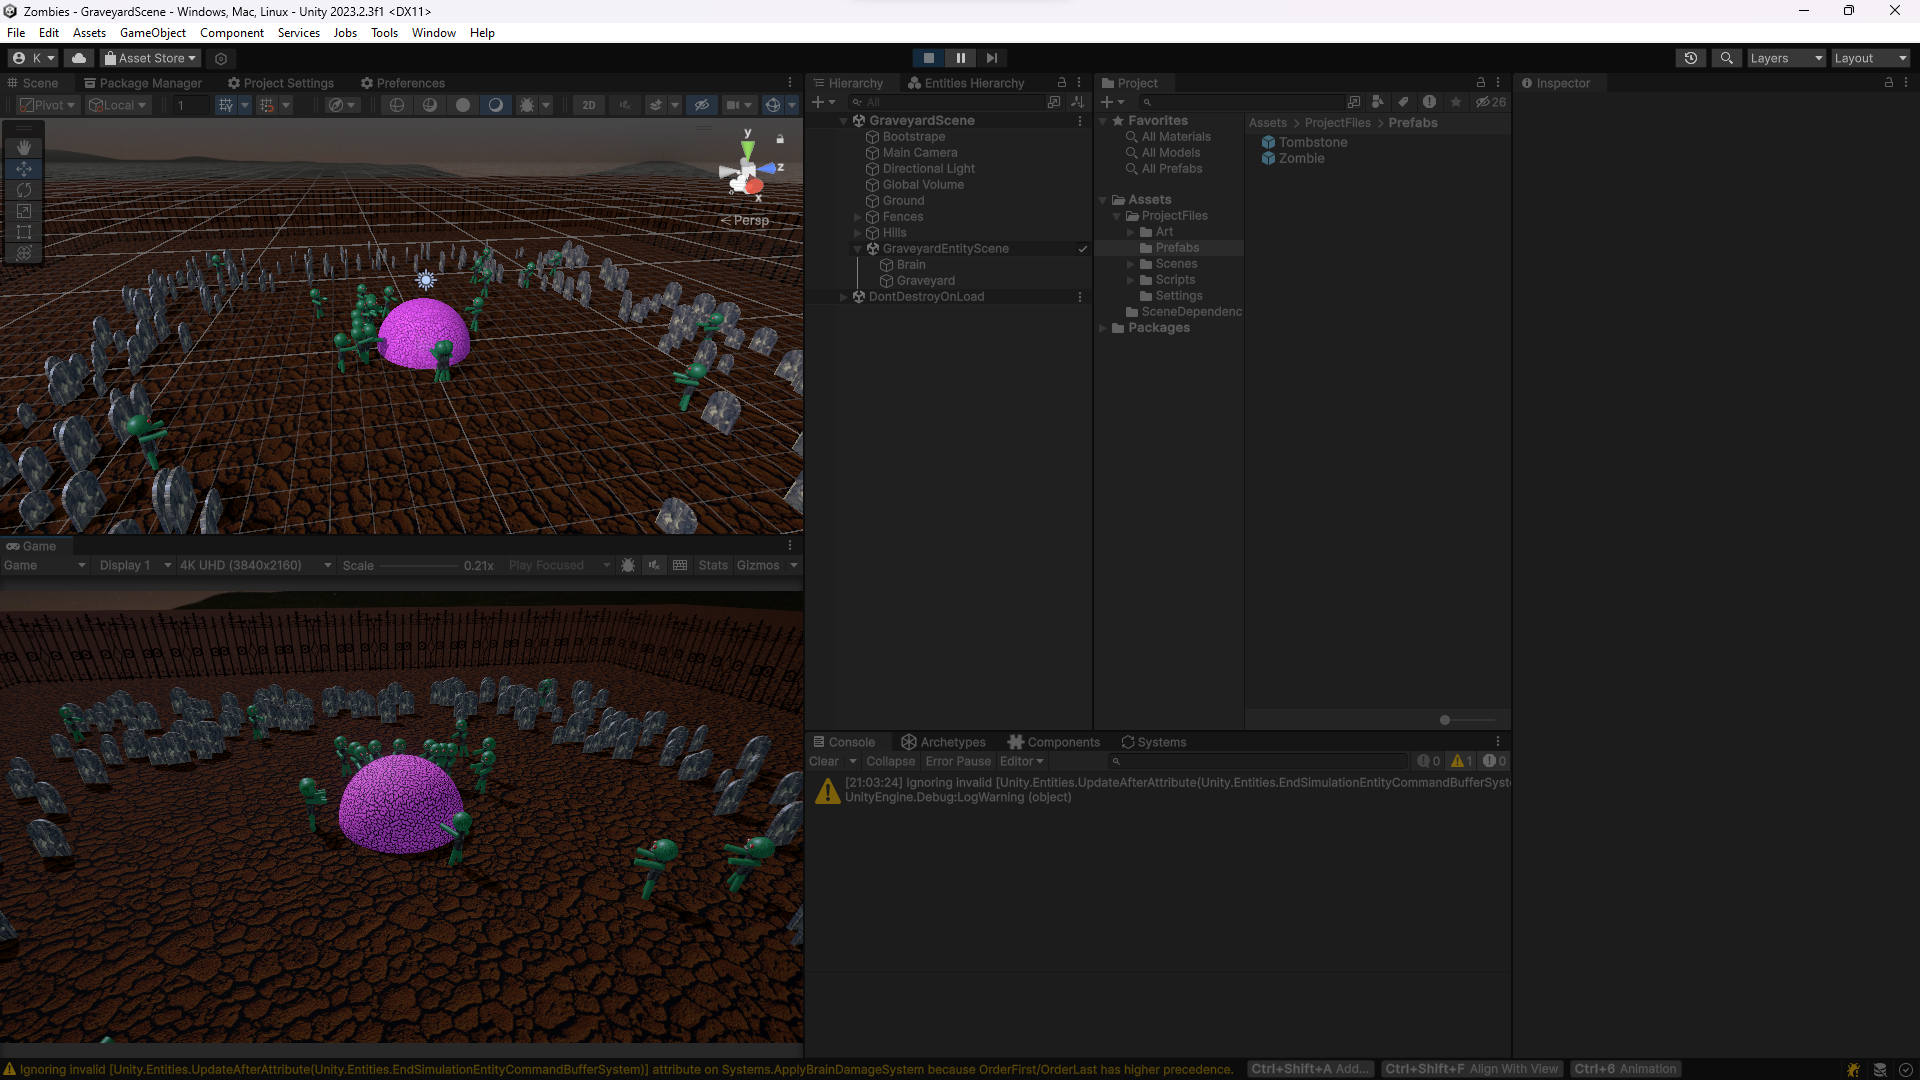 Zombies - GraveyardScene - Windows, Mac, Linux - Unity 2023.2.3f1 <DX11>
File Edit Assets GameObject Component Services Jobs Tools Window Help
K Asset Store Layers Layout
Scene Package Manager Project Settings Preferences
Pivot Local 1 2D
y
z
x
Persp
Game
Game Display 1 4K UHD (3840x2160) Scale 0.21x Play Focused Stats Gizmos
Hierarchy Entities Hierarchy
All
GraveyardScene
Bootstrape
Main Camera
Directional Light
Global Volume
Ground
Fences
Hills
GraveyardEntityScene
Brain
Graveyard
DontDestroyOnLoad
Project
26
Favorites
All Materials
All Models
All Prefabs
Assets
ProjectFiles
Art
Prefabs
Scenes
Scripts
Settings
SceneDependenc
Packages
Assets > ProjectFiles > Prefabs
Tombstone
Zombie
Inspector
Console Archetypes Components Systems
Clear Collapse Error Pause Editor 0 1 0
[21:03:24] Ignoring invalid [Unity.Entities.UpdateAfterAttribute(Unity.Entities.EndSimulationEntityCommandBufferSyst
UnityEngine.Debug:LogWarning (object)
Ignoring invalid [Unity.Entities.UpdateAfterAttribute(Unity.Entities.EndSimulationEntityCommandBufferSystem)] attribute on Systems.ApplyBrainDamageSystem because OrderFirst/OrderLast has higher precedence. Ctrl+Shift+A Add... Ctrl+Shift+F Align With View Ctrl+6 Animation